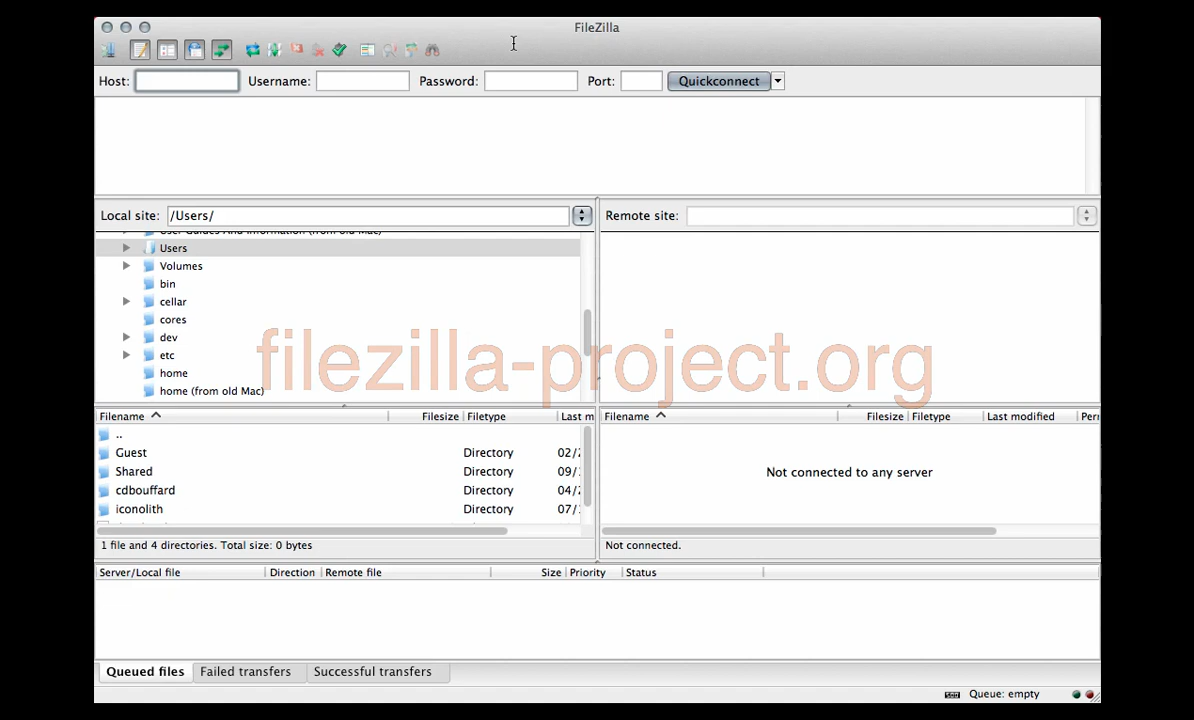 FileZilla
Host: Username: Password: Port: Quickconnect
Local site: /Users/
Remote site:
User Guides And Information (from old Mac)
Users
Volumes
bin
cellar
cores
dev
etc
home
home (from old Mac)
filezilla-project.org
Filename Filesize Filetype Last m
..
Guest Directory 02/2
Shared Directory 09/
cdbouffard Directory 04/2
iconolith Directory 07/
1 file and 4 directories. Total size: 0 bytes
Filename Filesize Filetype Last modified Perr
Not connected to any server
Not connected.
Server/Local file Direction Remote file Size Priority Status
Queued files Failed transfers Successful transfers
Queue: empty